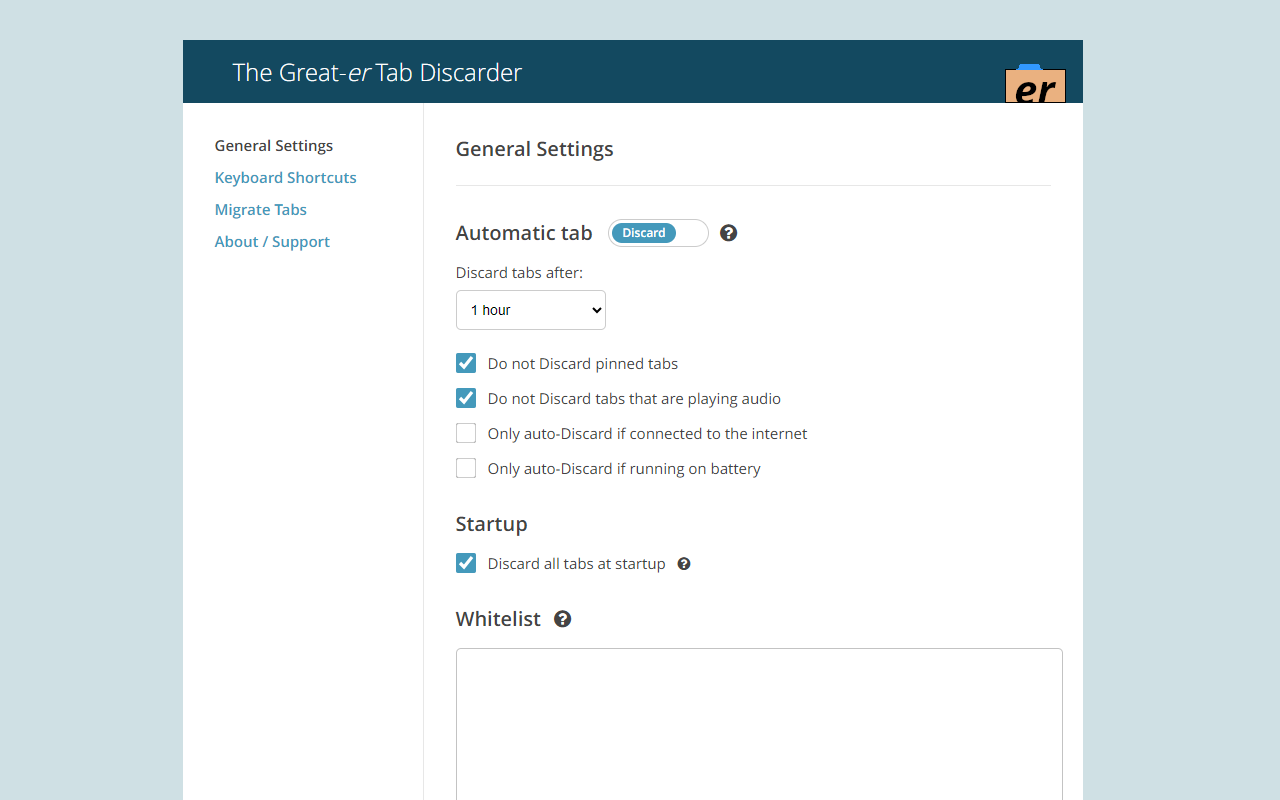 The Great-er Tab Discarder
er
General Settings
Keyboard Shortcuts
Migrate Tabs
About / Support
General Settings
Automatic tab Discard ?
Discard tabs after:
1 hour
Do not Discard pinned tabs
Do not Discard tabs that are playing audio
Only auto-Discard if connected to the internet
Only auto-Discard if running on battery
Startup
Discard all tabs at startup ?
Whitelist ?